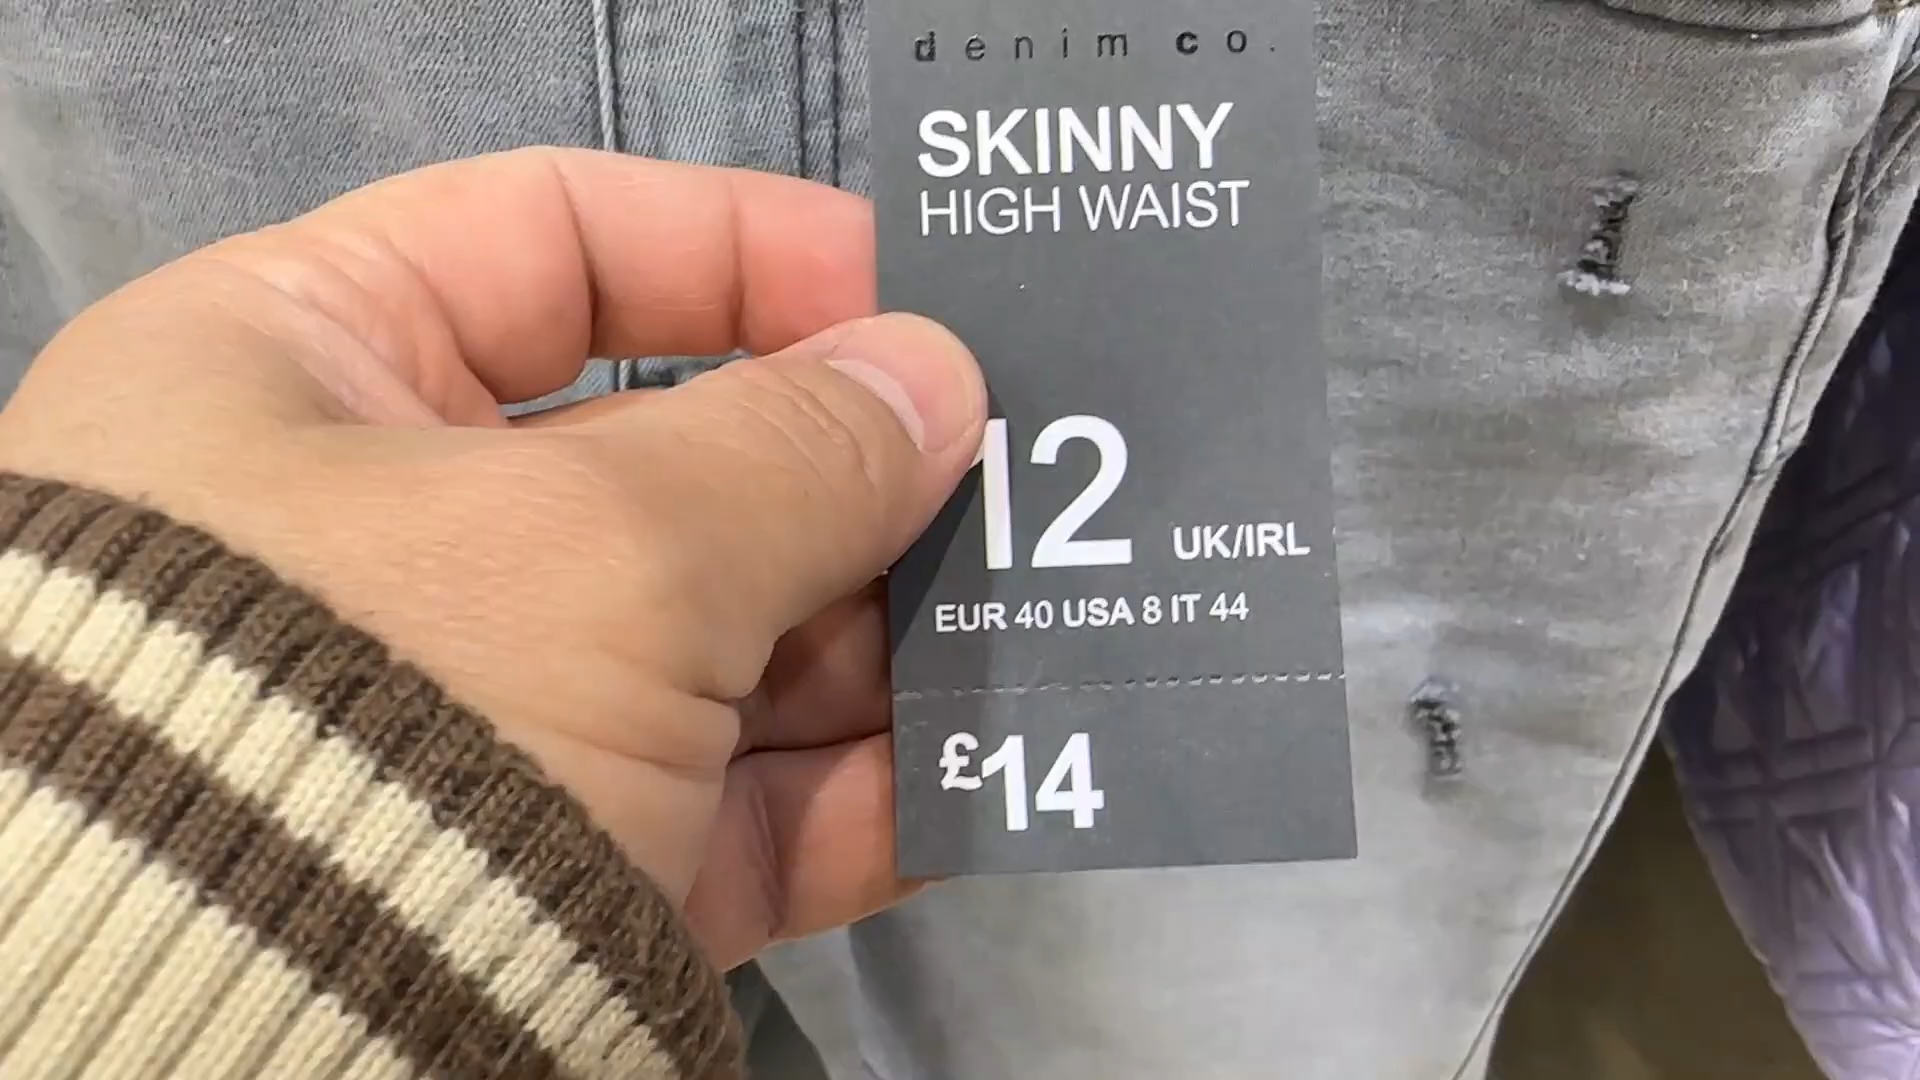 denim co.
SKINNY
HIGH WAIST
12 UK/IRL
EUR 40 USA 8 IT 44
£14